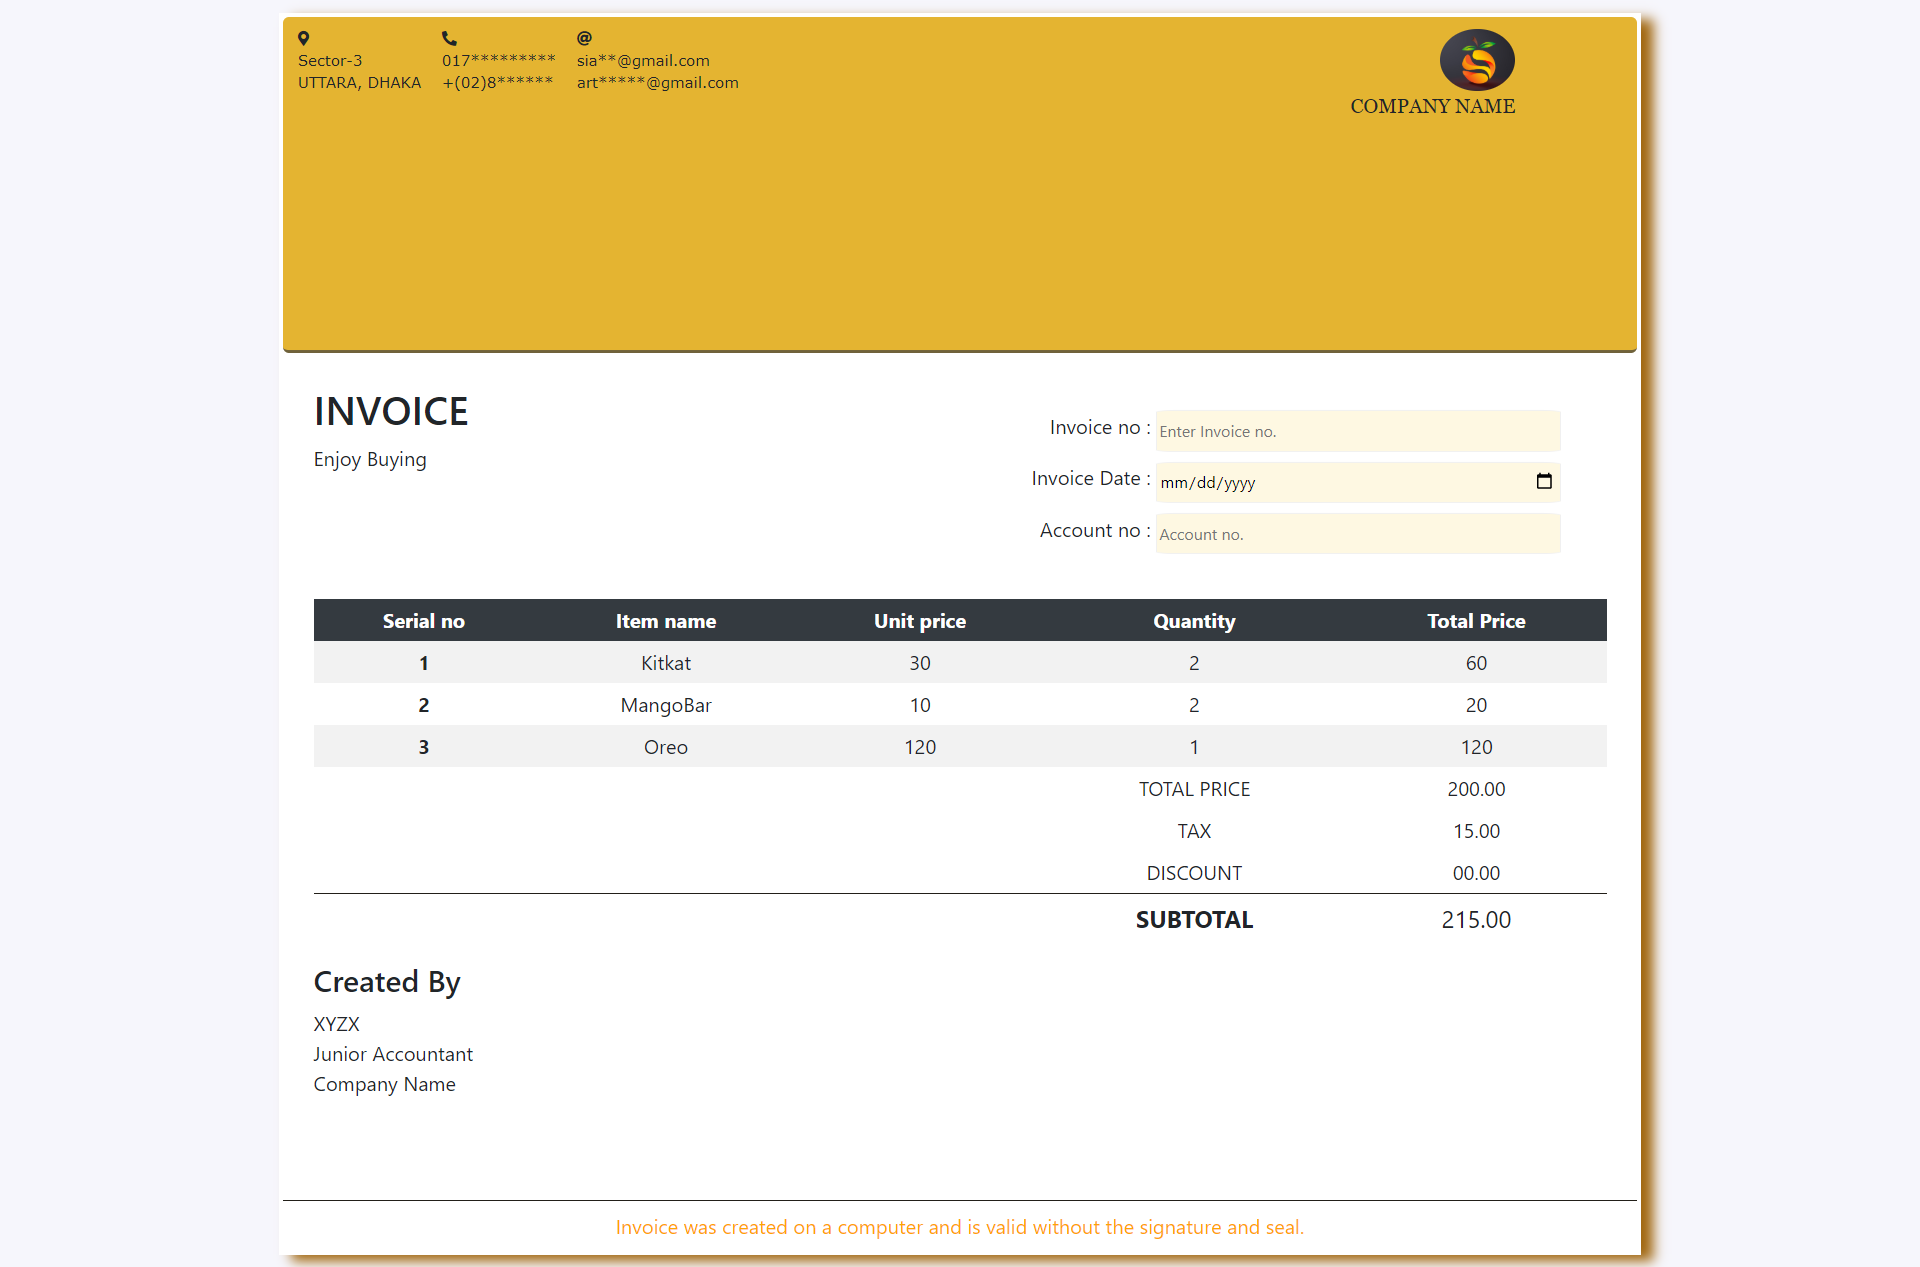 Sector-3
UTTARA, DHAKA
017*********
+(02)8******
@
sia**@gmail.com
art*****@gmail.com
COMPANY NAME
INVOICE
Enjoy Buying
Invoice no : Enter Invoice no.
Invoice Date : mm/dd/yyyy
Account no : Account no.
Serial no Item name Unit price Quantity Total Price
1 Kitkat 30 2 60
2 MangoBar 10 2 20
3 Oreo 120 1 120
TOTAL PRICE 200.00
TAX 15.00
DISCOUNT 00.00
SUBTOTAL 215.00
Created By
XYZX
Junior Accountant
Company Name
Invoice was created on a computer and is valid without the signature and seal.